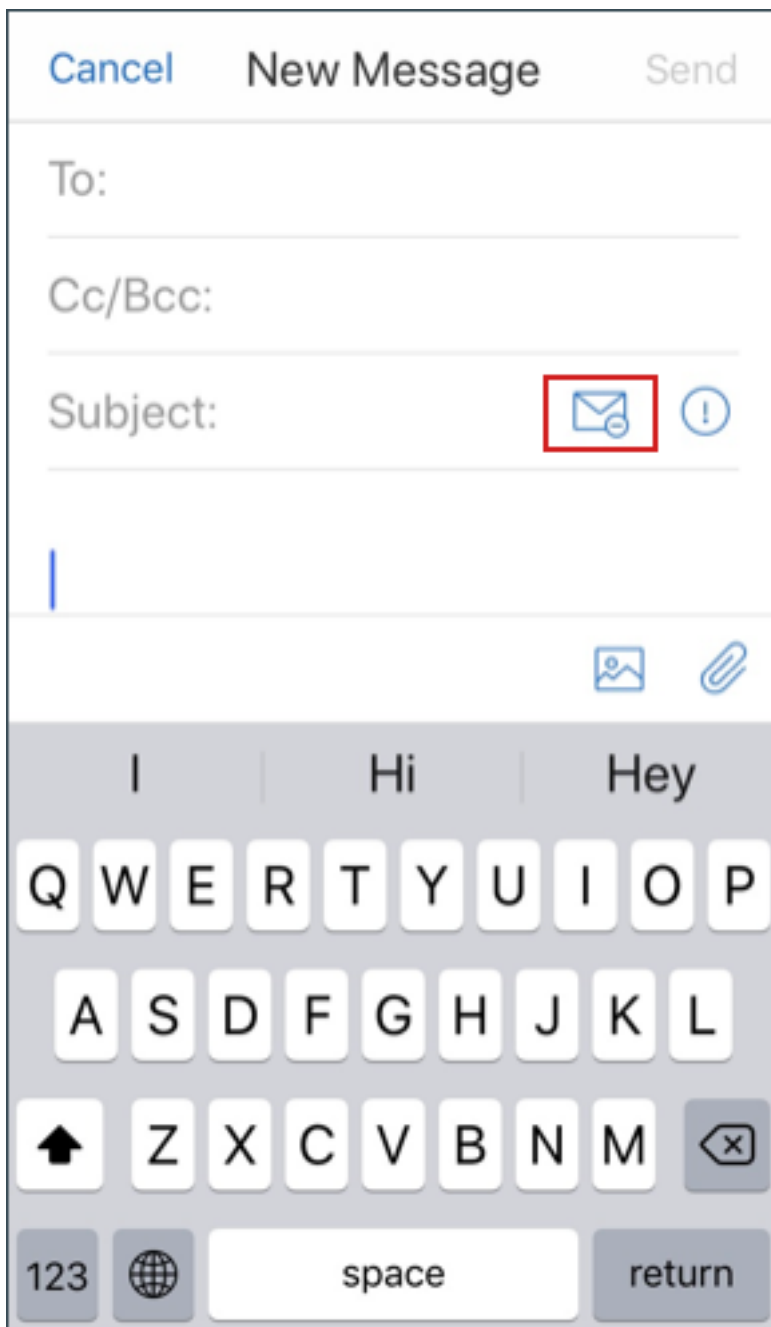 Cancel New Message Send
To:
Cc/Bcc:
Subject:
I Hi Hey
Q W E R T Y U I O P
A S D F G H J K L
Z X C V B N M
123 space return